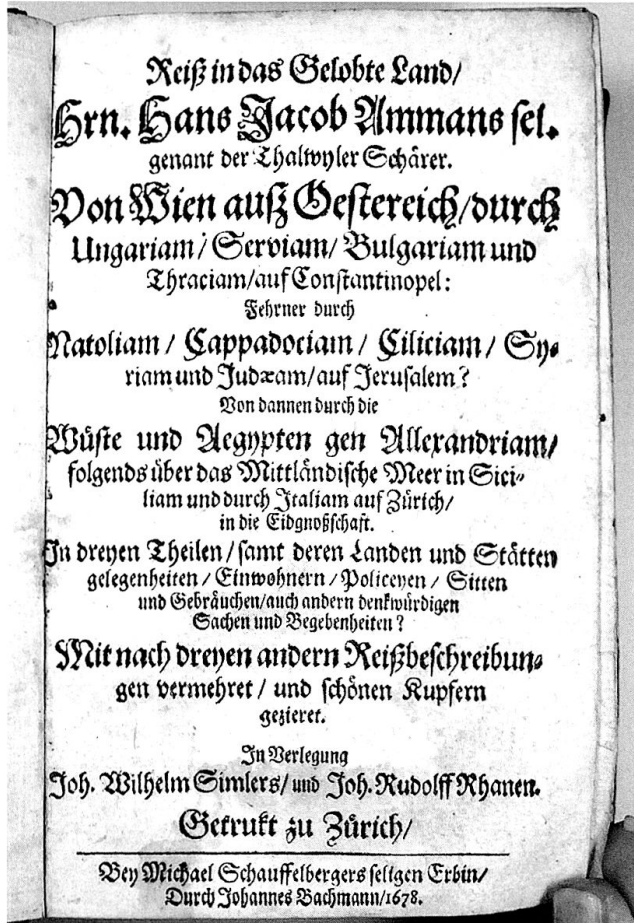 Reiß in das Gelobte Land/
Hrn. Hans Jacob Ammans sel.
genant der Thalwyler Schärer.
Von Wien außz Oestereich/durch
Ungariam/ Serviam/ Bulgariam und
Thraciam/auf Constantinopel:
Fehrner durch
Natoliam/ Cappadociam/ Ciliciam/ Sy-
riam und Judæam/auf Jerusalem?
Von dannen durch die
Wüste und Aegypten gen Allexandriam/
folgends über das Mittländische Meer in Sici-
liam und durch Italiam auf Zürich/
in die Eidgnoßschaft.
In dreyen Theilen/samt deren Landen und Stätten
gelegenheiten/Einwohnern/Policeyen/ Sitten
und Gebräuchen/auch andern denkwürdigen
Sachen und Begebenheiten?
Mit nach dreyen andern Reißbeschreibun-
gen vermehret/ und schönen Kupfern
gezieret.
In Verlegung
Joh. Wilhelm Simlers/und Joh. Rudolff Rhanen.
Getrukt zu Zürich/
Bey Michael Schauffelbergers seligen Erbin/
Durch Johannes Bachmann/1678.